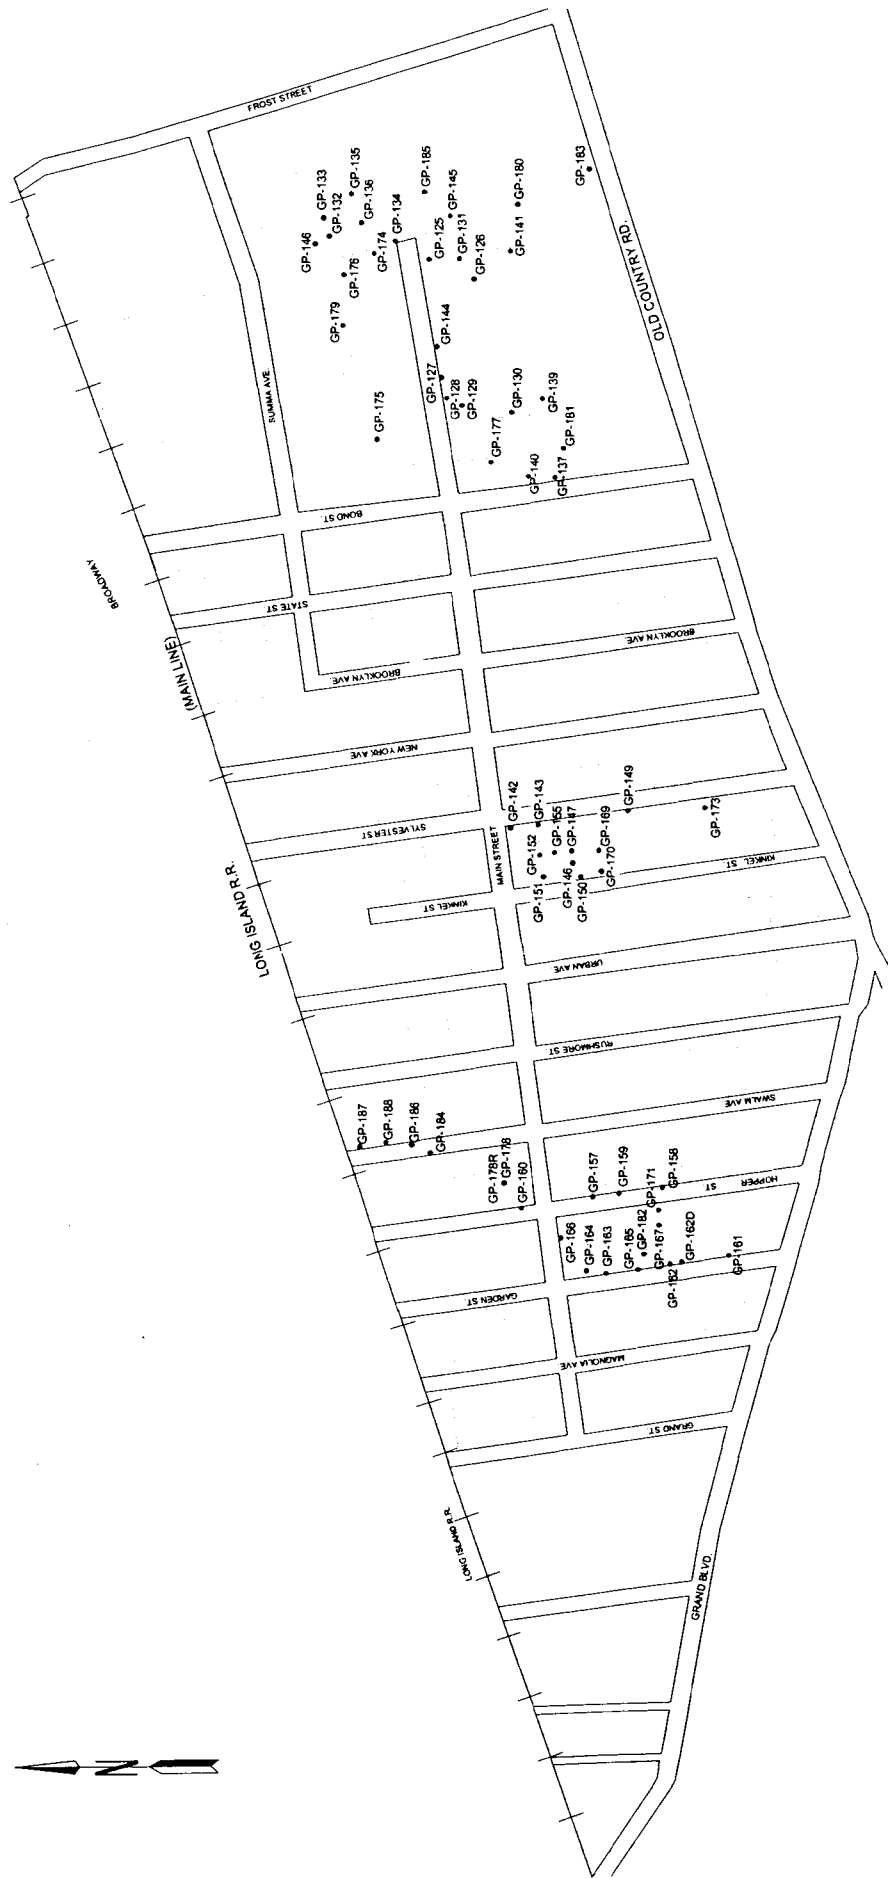 FROST STREET
GP-133
GP-132
GP-135
GP-136
GP-146
GP-174
GP-134
GP-185
GP-145
GP-180
GP-183
GP-176
GP-179
GP-125
GP-131
GP-126
GP-141
OLD COUNTRY RD.
GP-144
SUMMA AVE.
GP-175
GP-127
GP-128
GP-129
GP-130
GP-139
GP-177
GP-181
GP-140
GP-137
BOND ST.
BROADWAY
STATE ST.
(MAIN LINE)
BROOKLYN AVE.
BROOKLYN AVE.
NEW YORK AVE
SYLVESTER ST.
GP-142
GP-143
GP-149
GP-173
MAIN STREET
GP-152
GP-155
GP-147
GP-169
GP-151
GP-146
GP-150
GP-170
KINKEL ST.
KINKEL ST.
LONG ISLAND R.R.
URBAN AVE
RUSHMORE ST.
SWALM AVE
GP-187
GP-188
GP-186
GP-184
GP-178R
GP-178
GP-160
GP-157
GP-159
GP-171
GP-158
HOPPER ST
GP-166
GP-164
GP-163
GP-165
GP-182
GP-167
GP-162
GP-162D
GP-161
GARDEN ST.
MAGNOLIA AVE
GRAND ST.
LONG ISLAND R.R.
GRAND BLVD.
N